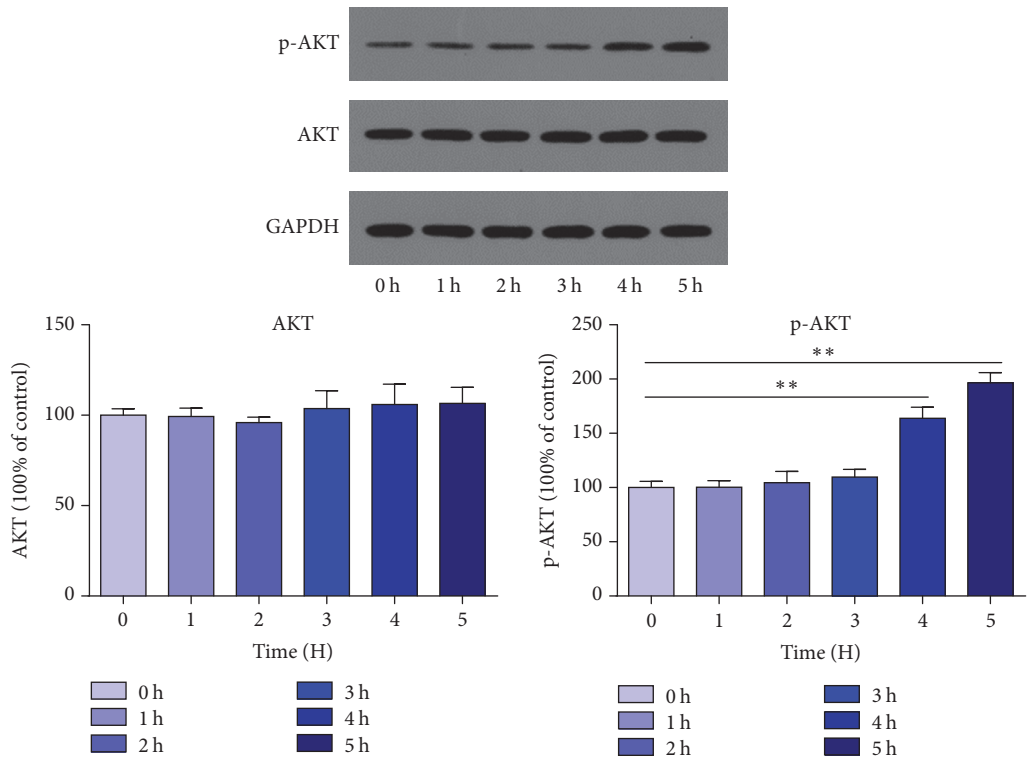 p-AKT
AKT
GAPDH
0 h 1 h 2 h 3 h 4 h 5 h
AKT
AKT (100% of control)
150
100
50
0
0 1 2 3 4 5
Time (H)
0 h 3 h
1 h 4 h
2 h 5 h
p-AKT
p-AKT (100% of control)
250
200
150
100
50
0
**
**
0 1 2 3 4 5
Time (H)
0 h 3 h
1 h 4 h
2 h 5 h